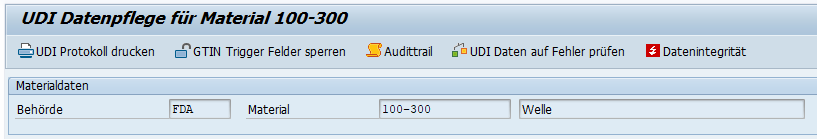 UDI Datenpflege für Material 100-300
UDI Protokoll drucken GTIN Trigger Felder sperren Audittrail UDI Daten auf Fehler prüfen Datenintegrität
Materialdaten
Behörde FDA Material 100-300 Welle